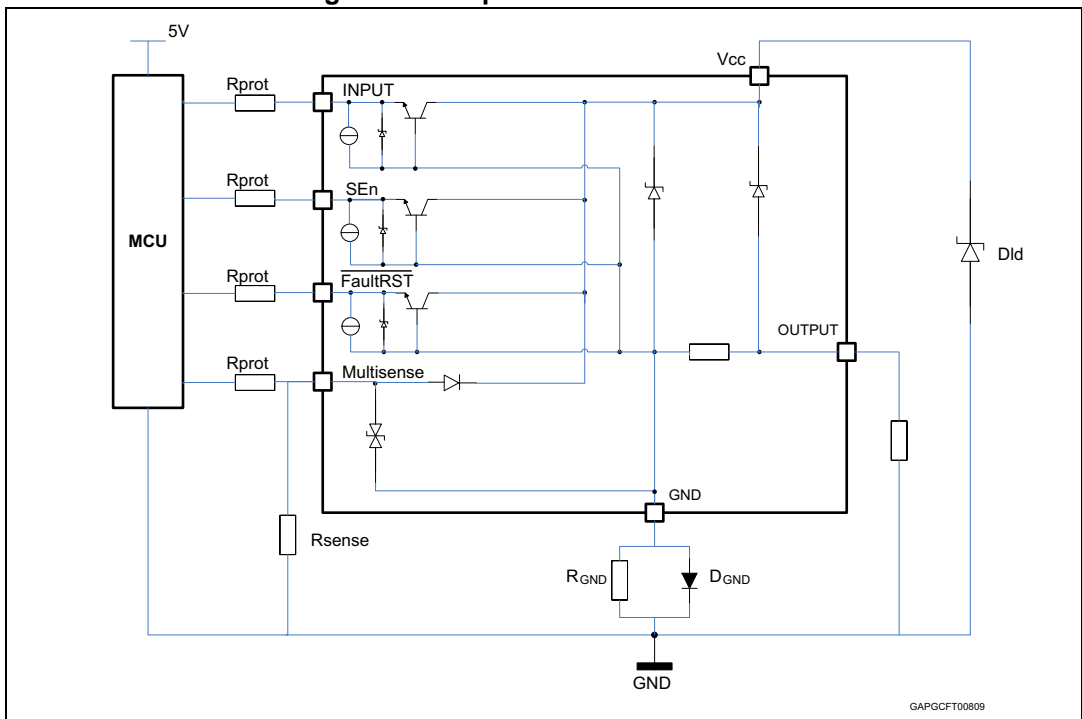 5V
Vcc
Rprot
INPUT
Rprot
SEn
MCU
Dld
Rprot
FaultRST
OUTPUT
Rprot
Multisense
GND
Rsense
RGND
DGND
GND
GAPGCFT00809